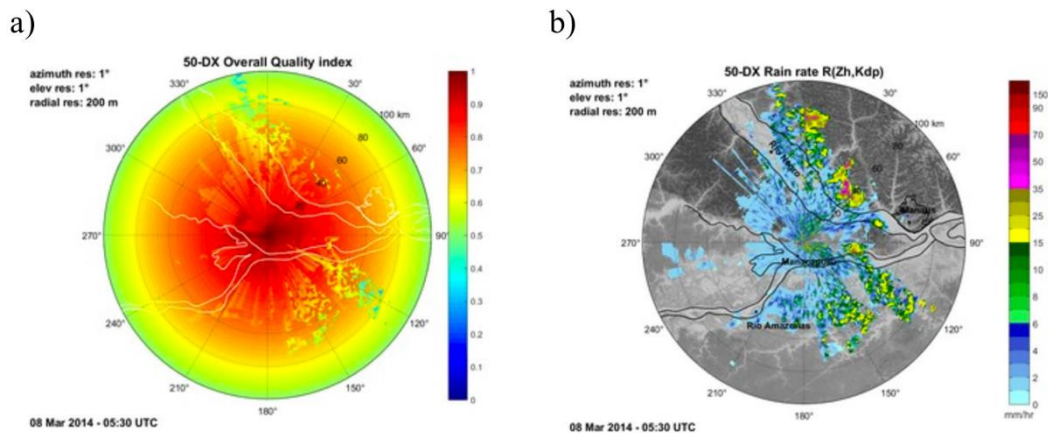 a)
50-DX Overall Quality index
azimuth res: 1°
elev res: 1°
radial res: 200 m
330°
30°
100 km
80
60
40
300°
60°
270°
90°
240°
120°
210°
150°
180°
1
0.9
0.8
0.7
0.6
0.5
0.4
0.3
0.2
0.1
0
08 Mar 2014 - 05:30 UTC
b)
50-DX Rain rate R(Zh,Kdp)
azimuth res: 1°
elev res: 1°
radial res: 200 m
330°
30°
100 km
80
60
300°
60°
Rio Negro
Manaus
270°
90°
Rio Amazonas
240°
120°
210°
150°
180°
150
90
70
50
35
25
15
10
8
6
4
2
0
mm/hr
08 Mar 2014 - 05:30 UTC